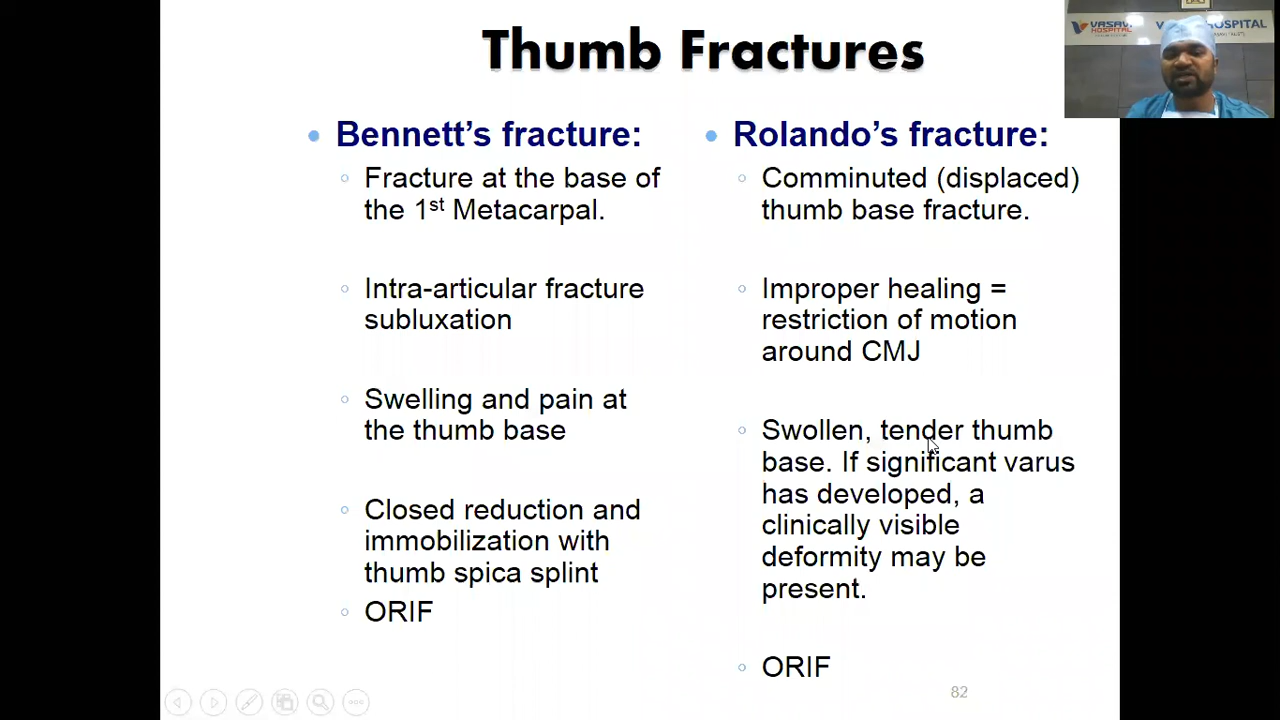 Thumb Fractures
Bennett's fracture:
Fracture at the base of
the 1st Metacarpal.
Intra-articular fracture
subluxation
Swelling and pain at
the thumb base
Closed reduction and
immobilization with
thumb spica splint
ORIF
Rolando's fracture:
Comminuted (displaced)
thumb base fracture.
Improper healing =
restriction of motion
around CMJ
Swollen, tender thumb
base. If significant varus
has developed, a
clinically visible
deformity may be
present.
ORIF
82
VASAVI
HOSPITAL
HOSPITAL